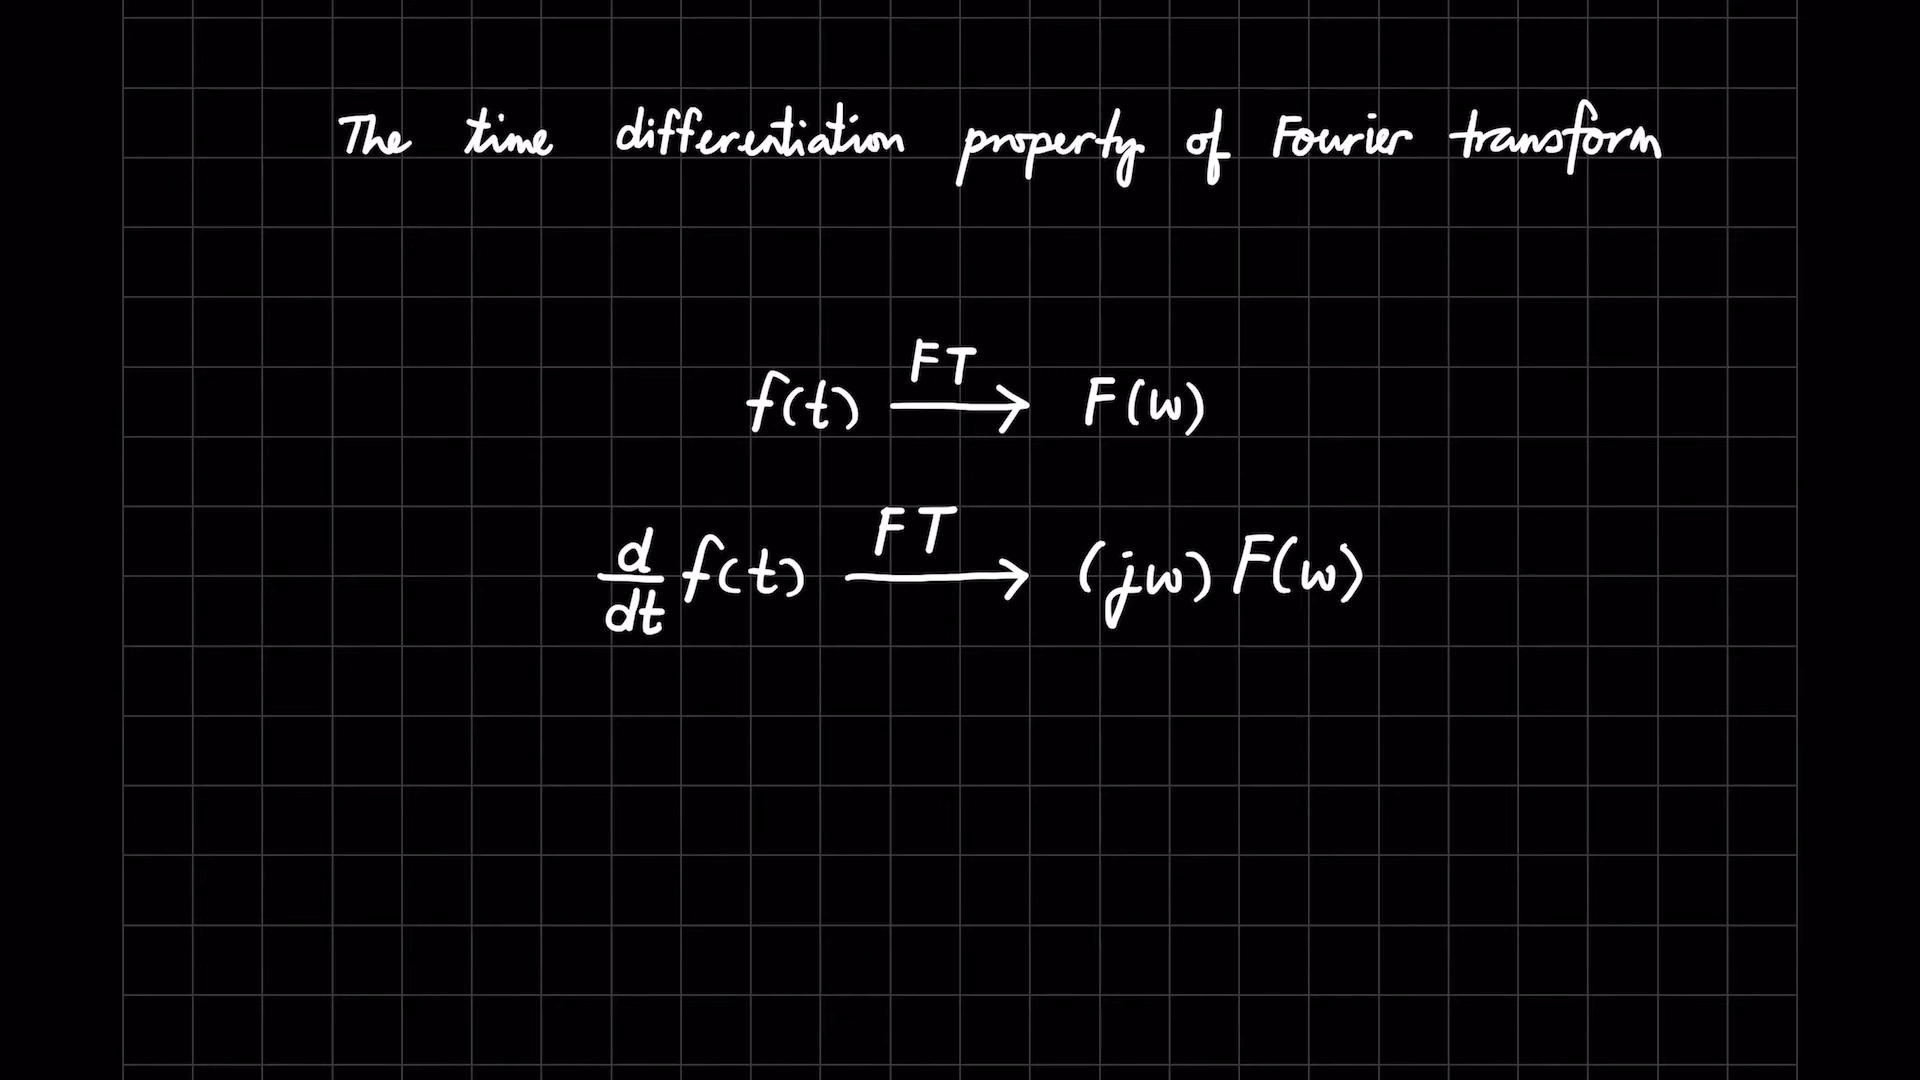 The time differentiation property of Fourier transform
f(t) FT→ F(w)
d/dt f(t) FT→ (jw) F(w)